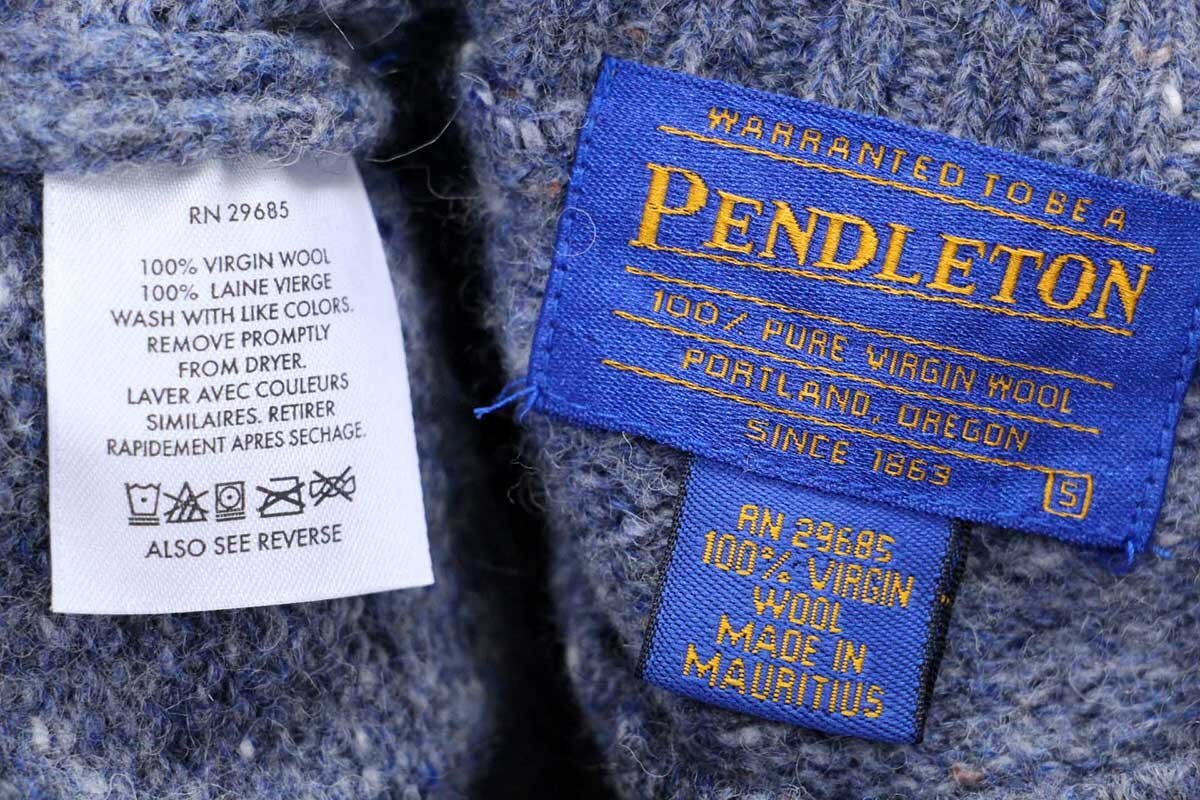 RN 29685
100% VIRGIN WOOL
100% LAINE VIERGE
WASH WITH LIKE COLORS.
REMOVE PROMPTLY
FROM DRYER.
LAVER AVEC COULEURS
SIMILAIRES. RETIRER
RAPIDEMENT APRES SECHAGE.
ALSO SEE REVERSE
WARRANTED TO BE A
PENDLETON
100% PURE VIRGIN WOOL
PORTLAND, OREGON
SINCE 1863
S
RN 29685
100% VIRGIN
WOOL
MADE IN
MAURITIUS